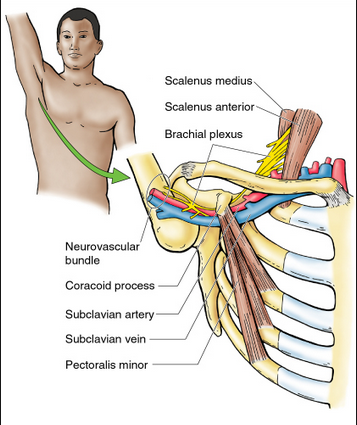 Scalenus medius
Scalenus anterior
Brachial plexus
Neurovascular
bundle
Coracoid process
Subclavian artery
Subclavian vein
Pectoralis minor